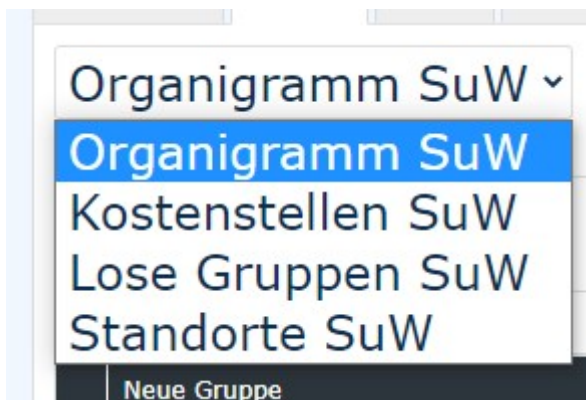 Organigramm SuW
Organigramm SuW
Kostenstellen SuW
Lose Gruppen SuW
Standorte SuW
Neue Gruppe